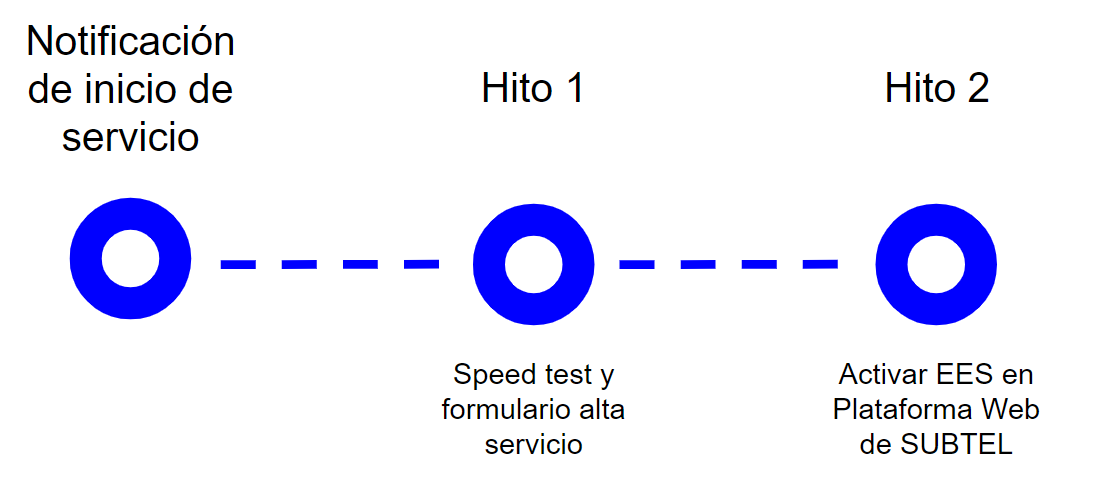 Notificación
de inicio de
servicio
Hito 1
Hito 2
Speed test y
formulario alta
servicio
Activar EES en
Plataforma Web
de SUBTEL